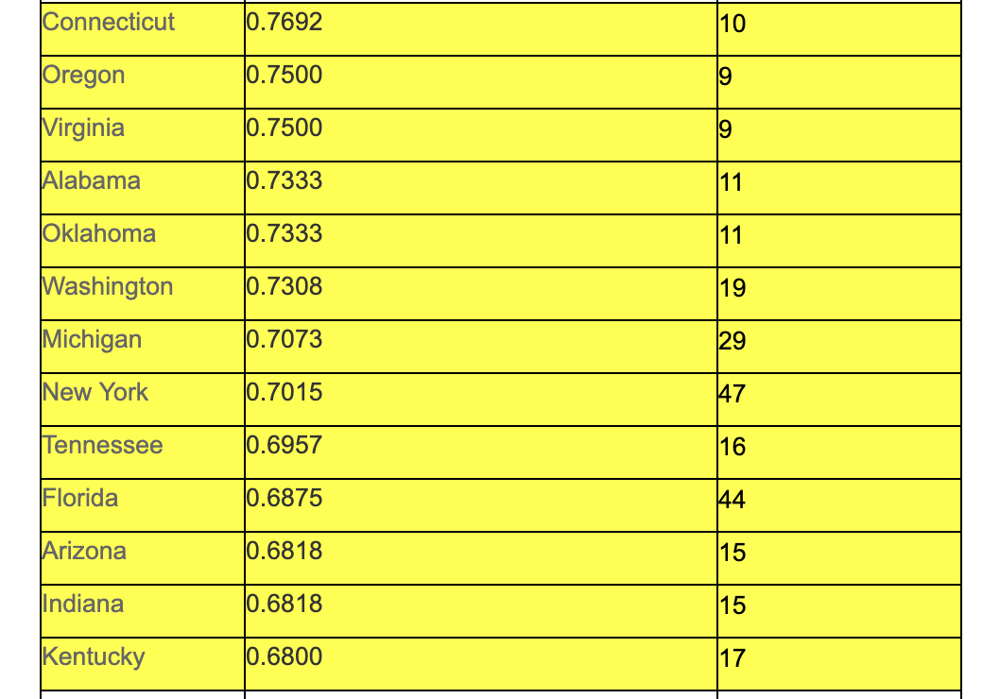 Connecticut 0.7692 10
Oregon 0.7500 9
Virginia 0.7500 9
Alabama 0.7333 11
Oklahoma 0.7333 11
Washington 0.7308 19
Michigan 0.7073 29
New York 0.7015 47
Tennessee 0.6957 16
Florida 0.6875 44
Arizona 0.6818 15
Indiana 0.6818 15
Kentucky 0.6800 17